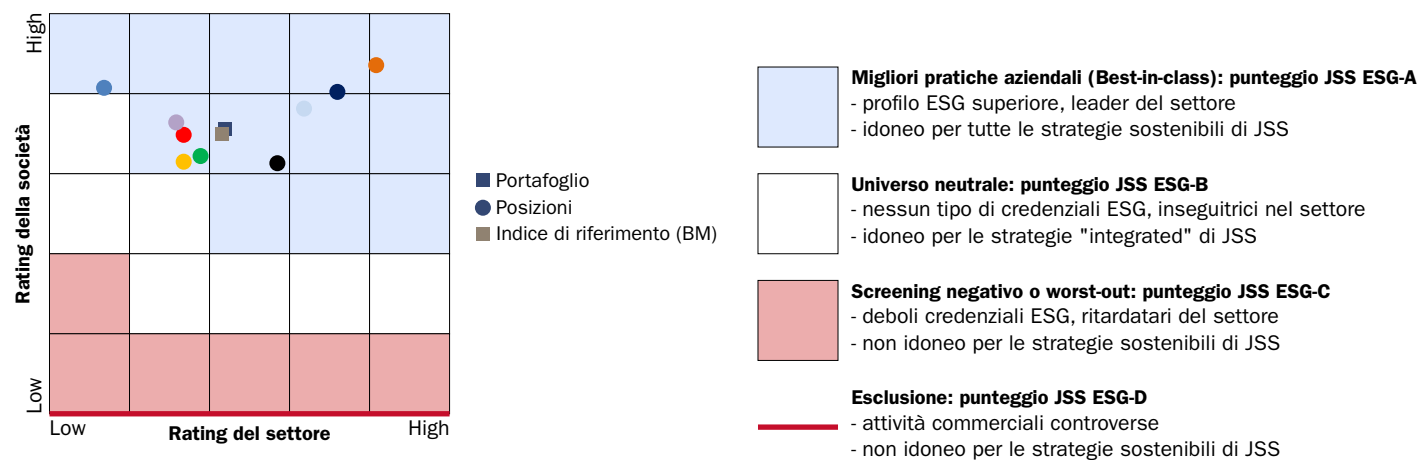 High
Rating della società
Low
Low
Rating del settore
High
Portafoglio
Posizioni
Indice di riferimento (BM)
Migliori pratiche aziendali (Best-in-class): punteggio JSS ESG-A
- profilo ESG superiore, leader del settore
- idoneo per tutte le strategie sostenibili di JSS
Universo neutrale: punteggio JSS ESG-B
- nessun tipo di credenziali ESG, inseguitrici nel settore
- idoneo per le strategie "integrated" di JSS
Screening negativo o worst-out: punteggio JSS ESG-C
- deboli credenziali ESG, ritardatari del settore
- non idoneo per le strategie sostenibili di JSS
Esclusione: punteggio JSS ESG-D
- attività commerciali controverse
- non idoneo per le strategie sostenibili di JSS